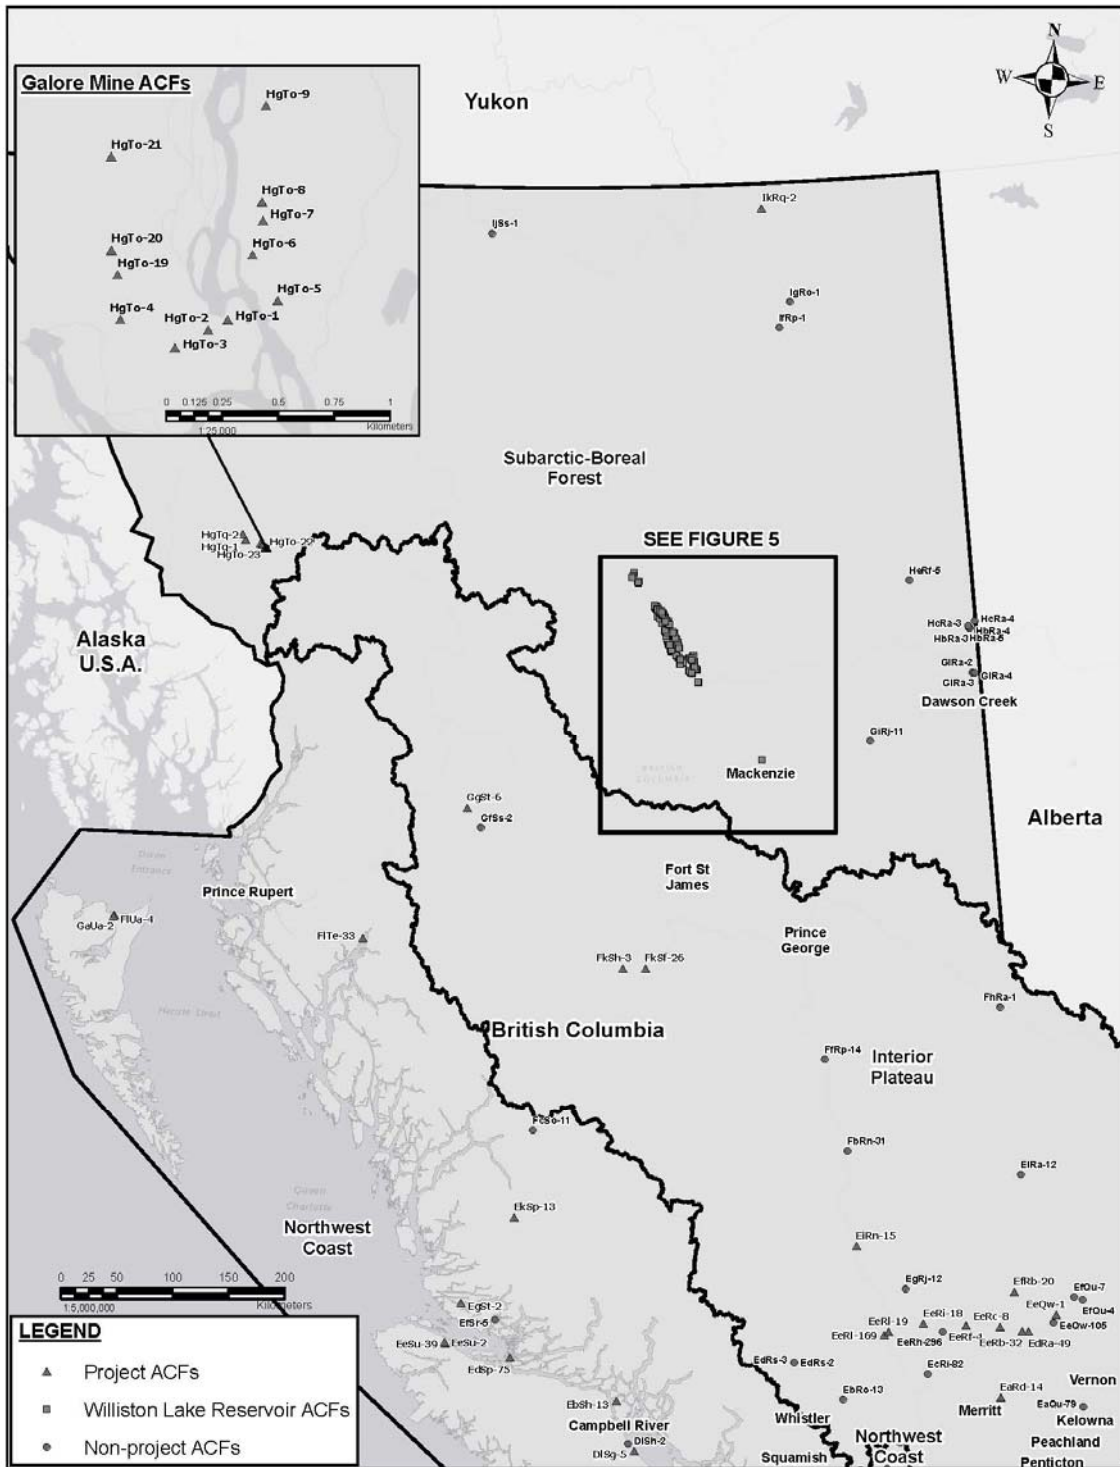 N
W E
S
Galore Mine ACFs
HgTo-9
HgTo-21
HgTo-8
HgTo-7
HgTo-20
HgTo-6
HgTo-19
HgTo-5
HgTo-4
HgTo-2
HgTo-1
HgTo-3
0 0.125 0.25 0.5 0.75 1
1:25,000
Kilometers
Yukon
IkRq-2
IjSs-1
IgRo-1
IfRp-1
Subarctic-Boreal
Forest
HgTq-2
HgTq-1
HgTo-22
HgTo-23
SEE FIGURE 5
HeRf-5
HcRa-4
HcRa-3
HbRa-4
HbRa-3
GlRa-2
GlRa-4
GlRa-3
Dawson Creek
Alaska
U.S.A.
GiRj-11
BRITISH
COLUMBIA
Mackenzie
GgSt-6
GfSs-2
Alberta
Dixon
Entrance
Prince Rupert
Fort St
James
GaUa-2
FlUa-4
FlTe-33
Prince
George
FkSh-3
FkSf-26
Hecate Strait
FhRa-1
British Columbia
FfRp-14
Interior
Plateau
FcSo-11
FbRn-31
ElRa-12
Queen
Charlotte
EkSp-13
Northwest
Coast
EiRn-15
0 25 50 100 150 200
1:5,000,000
Kilometers
EgRj-12
EfRb-20
EfQu-7
EfQu-4
EgSt-2
EfSr-5
EeQw-1
EeQw-105
EeRi-18
EeRc-8
EeRl-19
EeRl-169
EeRh-296
EeRf-1
EeRb-32
EdRa-49
EeSu-39
EeSu-2
EdSp-75
EdRs-3
EdRs-2
EcRi-82
Vernon
EbSh-13
EbRo-13
EaRd-14
EaQu-79
Merritt
Kelowna
Whistler
Campbell River
DlSh-2
DlSg-5
Northwest
Coast
Peachland
Squamish
Penticton
LEGEND
Project ACFs
Williston Lake Reservoir ACFs
Non-project ACFs